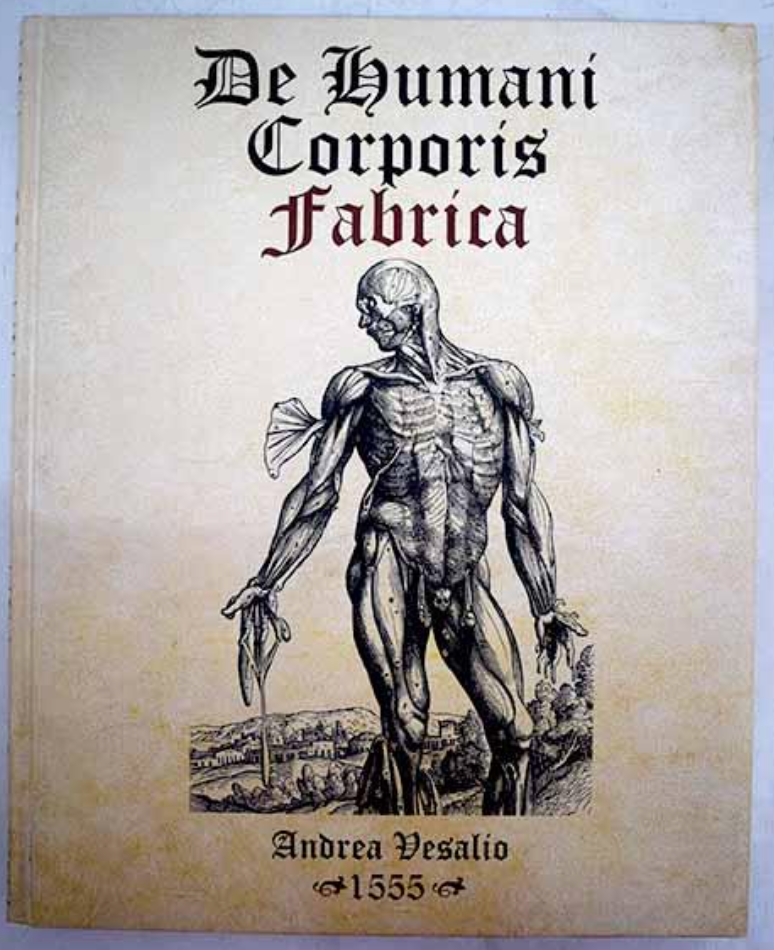 De Humani
Corporis
Fabrica
Andrea Vesalio
1555